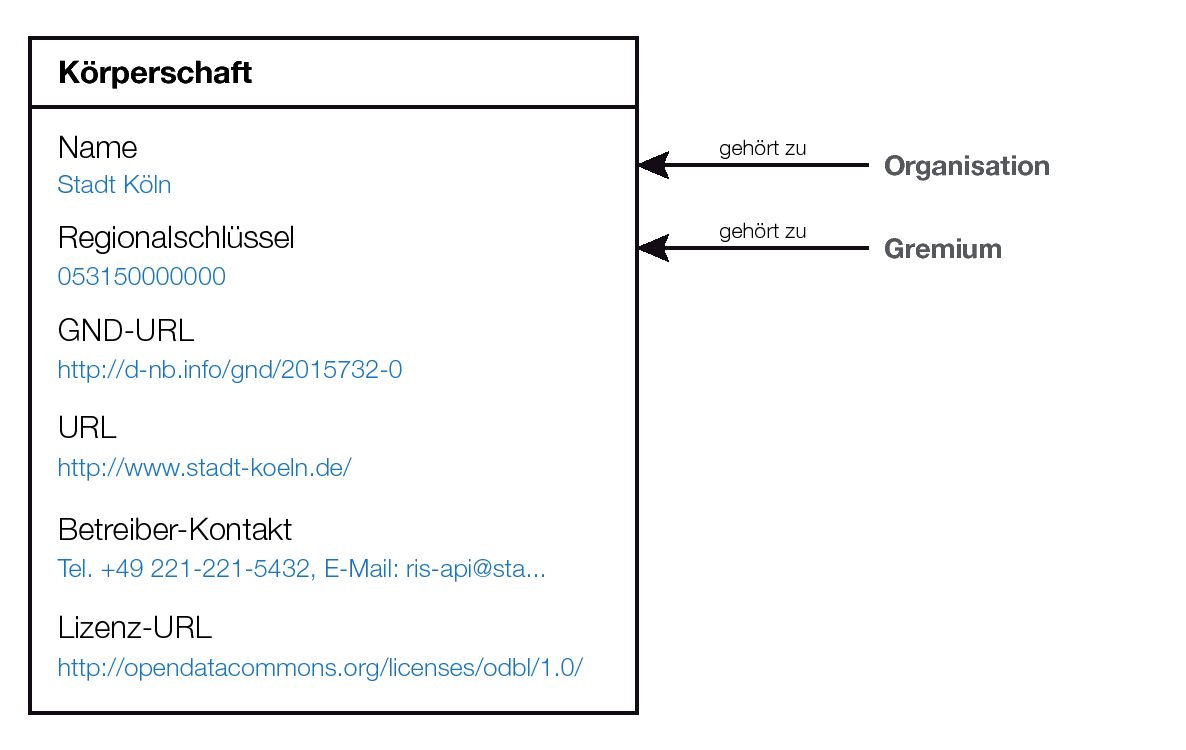 Körperschaft
Name
Stadt Köln
Regionalschlüssel
053150000000
GND-URL
http://d-nb.info/gnd/2015732-0
URL
http://www.stadt-koeln.de/
Betreiber-Kontakt
Tel. +49 221-221-5432, E-Mail: ris-api@sta...
Lizenz-URL
http://opendatacommons.org/licenses/odbl/1.0/
gehört zu
Organisation
gehört zu
Gremium